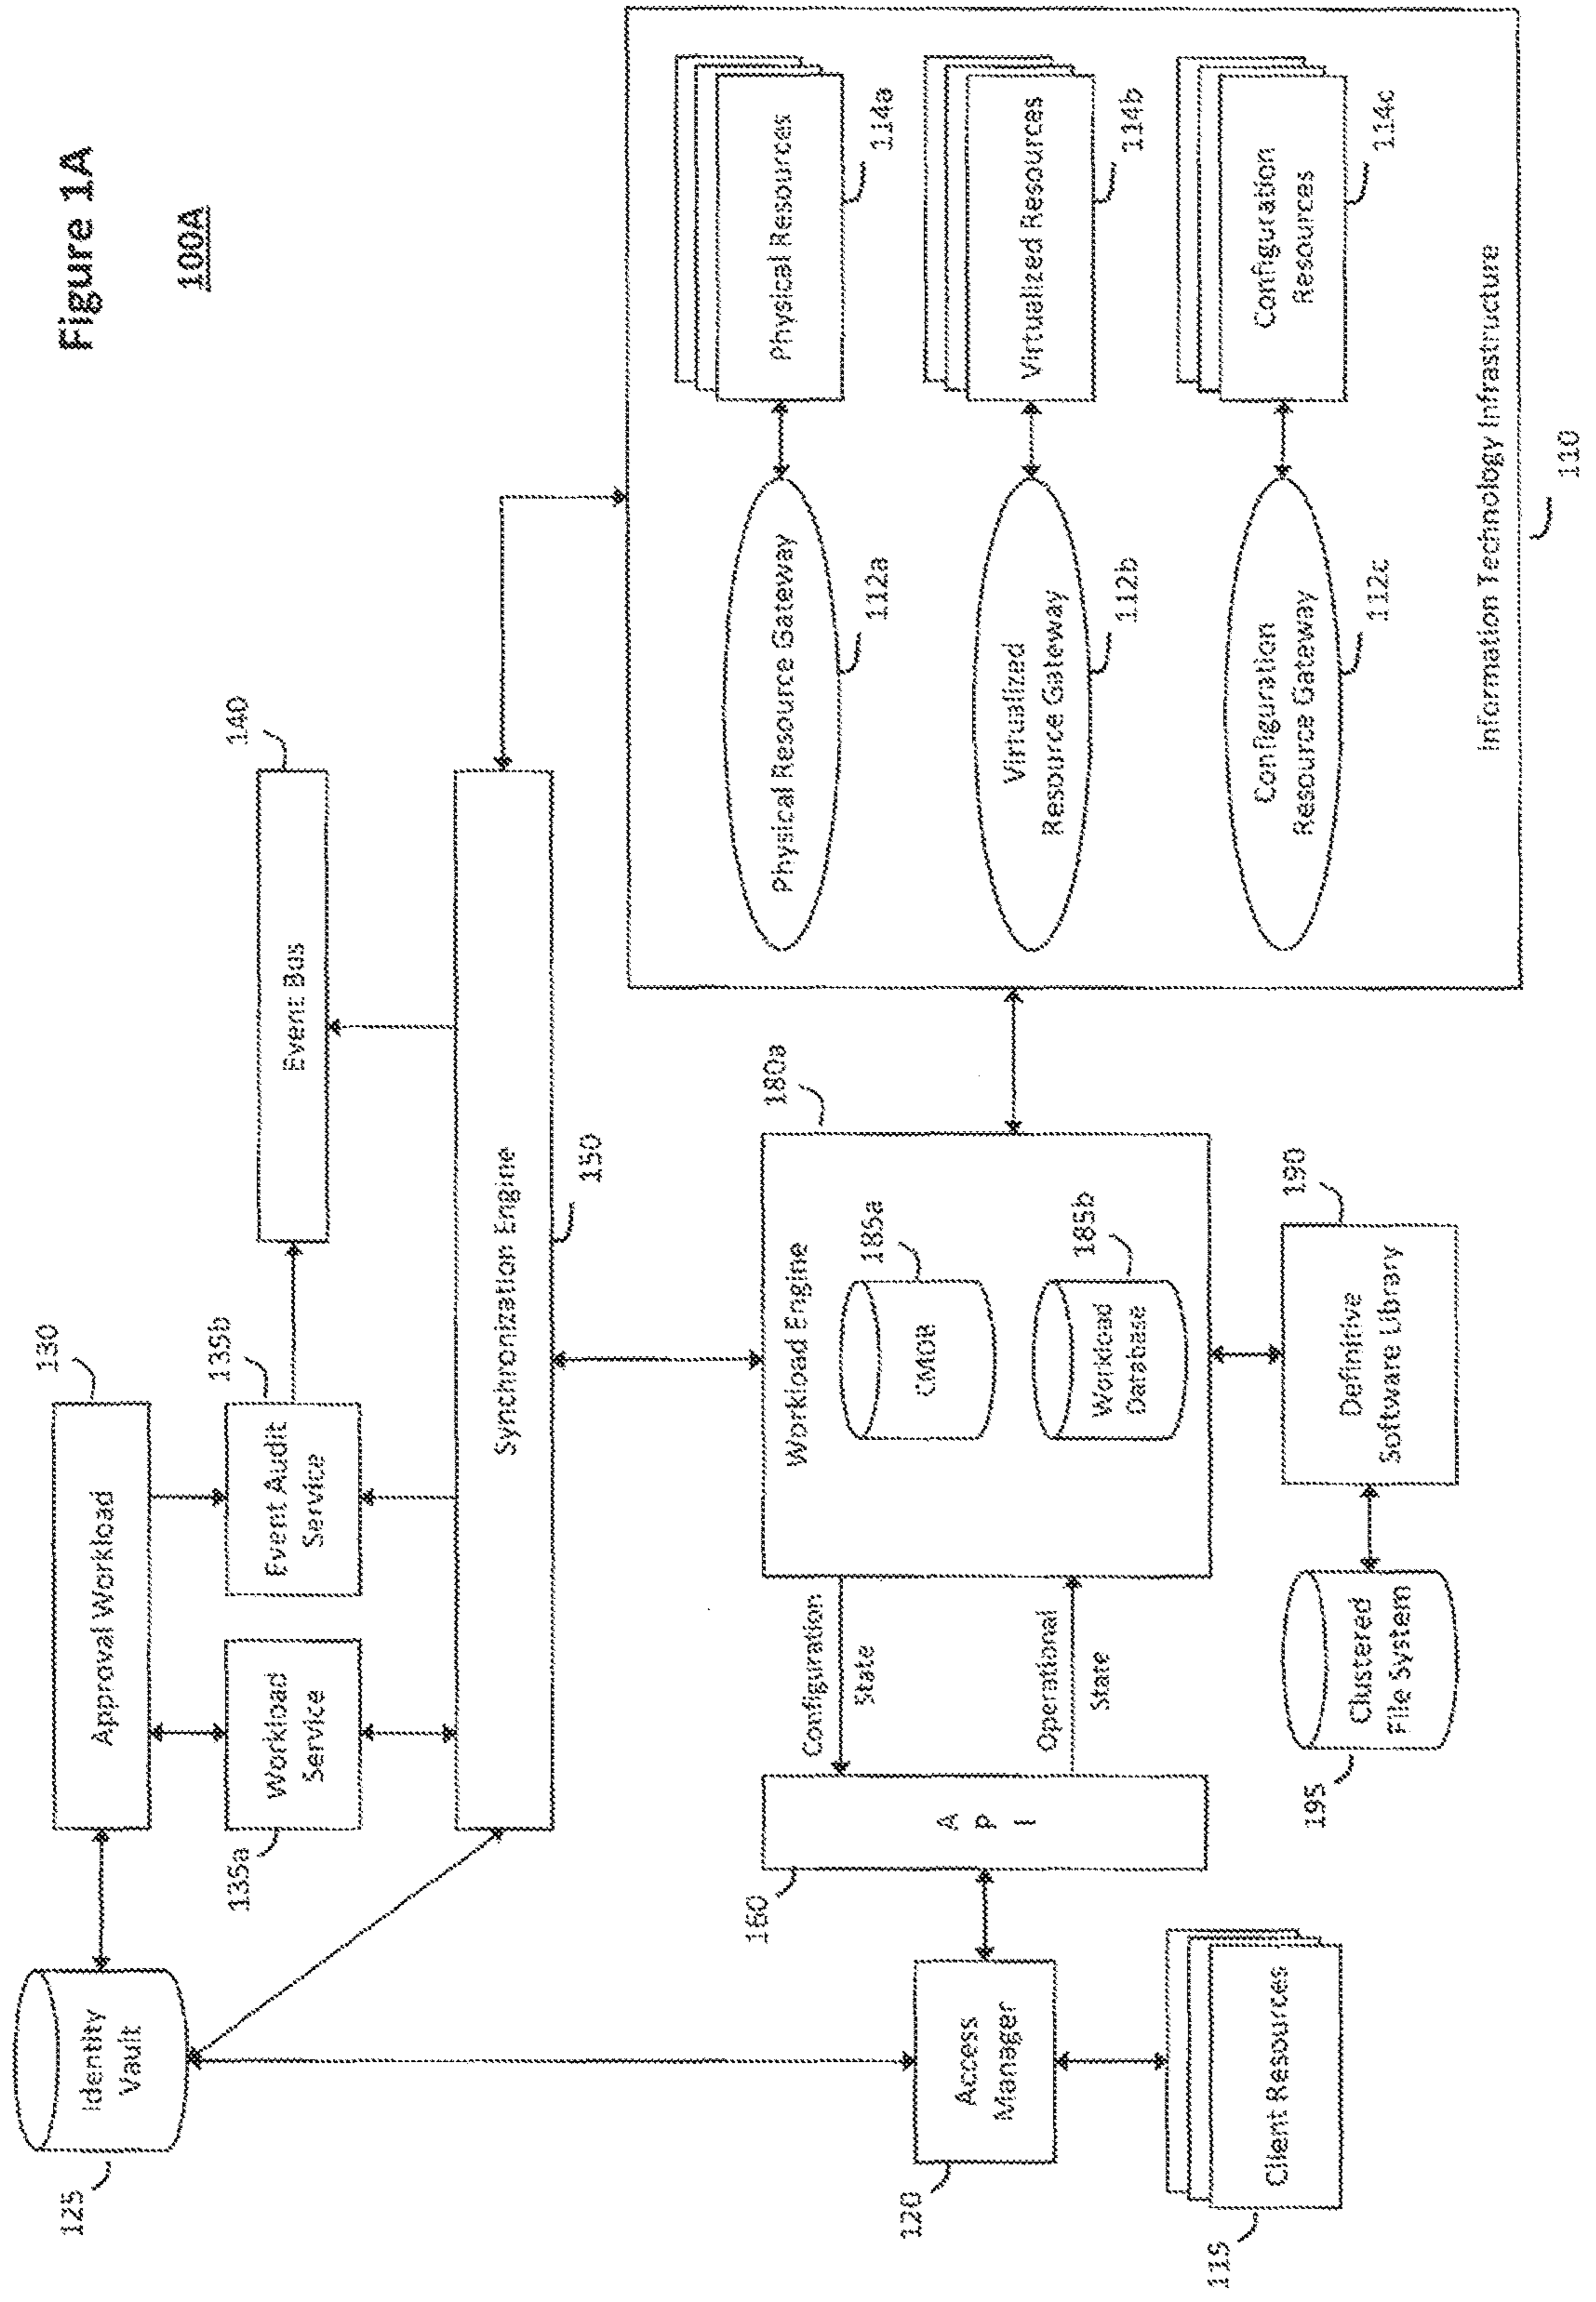 Figure 1A
100A
125
Identity
Vault
130
Approval Workload
135a
Workload
Service
135b
Event Audit
Service
140
Event Bus
Synchronization Engine
150
160
A
P
I
Configuration
State
Operational
State
180a
Workload Engine
185a
CMDB
185b
Workload
Database
120
Access
Manager
115
Client Resources
195
Clustered
File System
190
Definitive
Software Library
Physical Resource Gateway
112a
Physical Resources
114a
Virtualized
Resource Gateway
112b
Virtualized Resources
114b
Configuration
Resource Gateway
112c
Configuration
Resources
114c
Information Technology Infrastructure
110